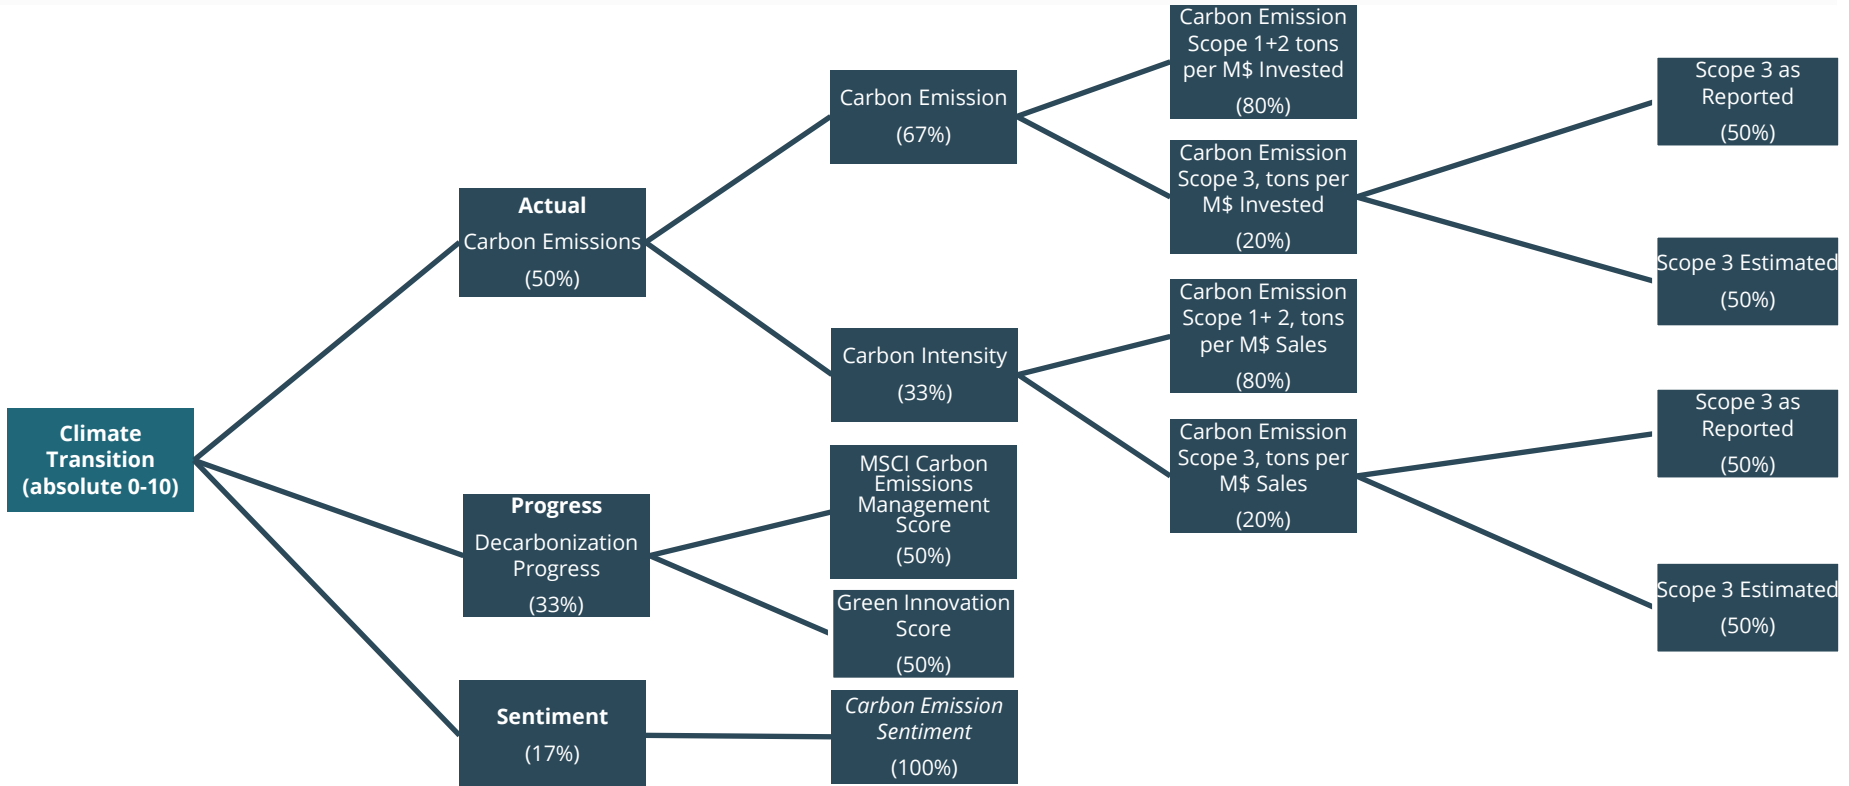 Climate
Transition
(absolute 0-10)
Actual
Carbon Emissions
(50%)
Progress
Decarbonization
Progress
(33%)
Sentiment
(17%)
Carbon Emission
(67%)
Carbon Intensity
(33%)
MSCI Carbon
Emissions
Management
Score
(50%)
Green Innovation
Score
(50%)
Carbon Emission
Sentiment
(100%)
Carbon Emission
Scope 1+2 tons
per M$ Invested
(80%)
Carbon Emission
Scope 3, tons per
M$ Invested
(20%)
Carbon Emission
Scope 1+ 2, tons
per M$ Sales
(80%)
Carbon Emission
Scope 3, tons per
M$ Sales
(20%)
Scope 3 as
Reported
(50%)
Scope 3 Estimated
(50%)
Scope 3 as
Reported
(50%)
Scope 3 Estimated
(50%)